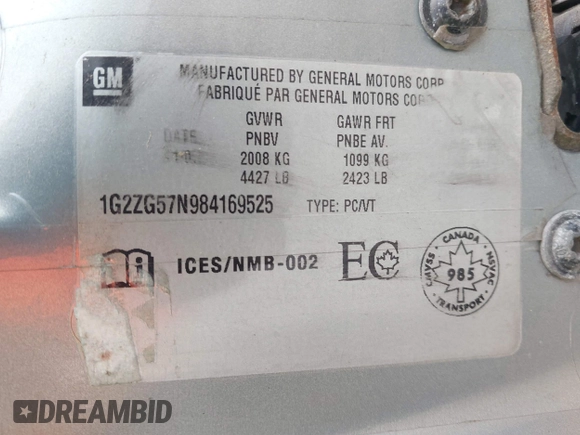 GM
MANUFACTURED BY GENERAL MOTORS CORP
FABRIQUÉ PAR GENERAL MOTORS CORP
GVWR GAWR FRT
DATE PNBV PNBE AV.
2008 KG 1099 KG
4427 LB 2423 LB
1G2ZG57N984169525 TYPE: PC/VT
i ICES/NMB-002 EC
CANADA
SVAC NSVAC
985
TRANSPORT
DREAMBID